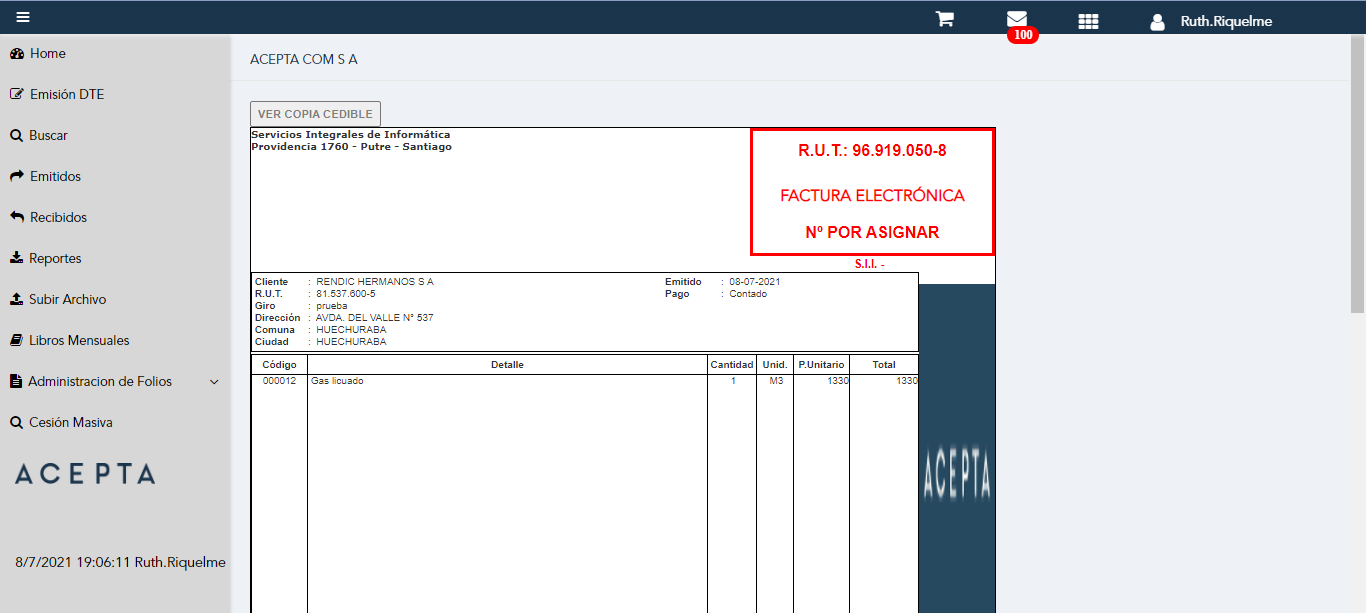 Ruth.Riquelme
100
Home
Emisión DTE
Buscar
Emitidos
Recibidos
Reportes
Subir Archivo
Libros Mensuales
Administracion de Folios
Cesión Masiva
ACEPTA
8/7/2021 19:06:11 Ruth.Riquelme
ACEPTA COM S A
VER COPIA CEDIBLE
Servicios Integrales de Informática
Providencia 1760 - Putre - Santiago
R.U.T.: 96.919.050-8
FACTURA ELECTRÓNICA
Nº POR ASIGNAR
S.I.I. -
Cliente : RENDIC HERMANOS S A Emitido : 08-07-2021
R.U.T. : 81.537.600-5 Pago : Contado
Giro : prueba
Dirección : AVDA. DEL VALLE N° 537
Comuna : HUECHURABA
Ciudad : HUECHURABA
Código Detalle Cantidad Unid. P.Unitario Total
000012 Gas licuado 1 M3 1330 1330
ACEPTA